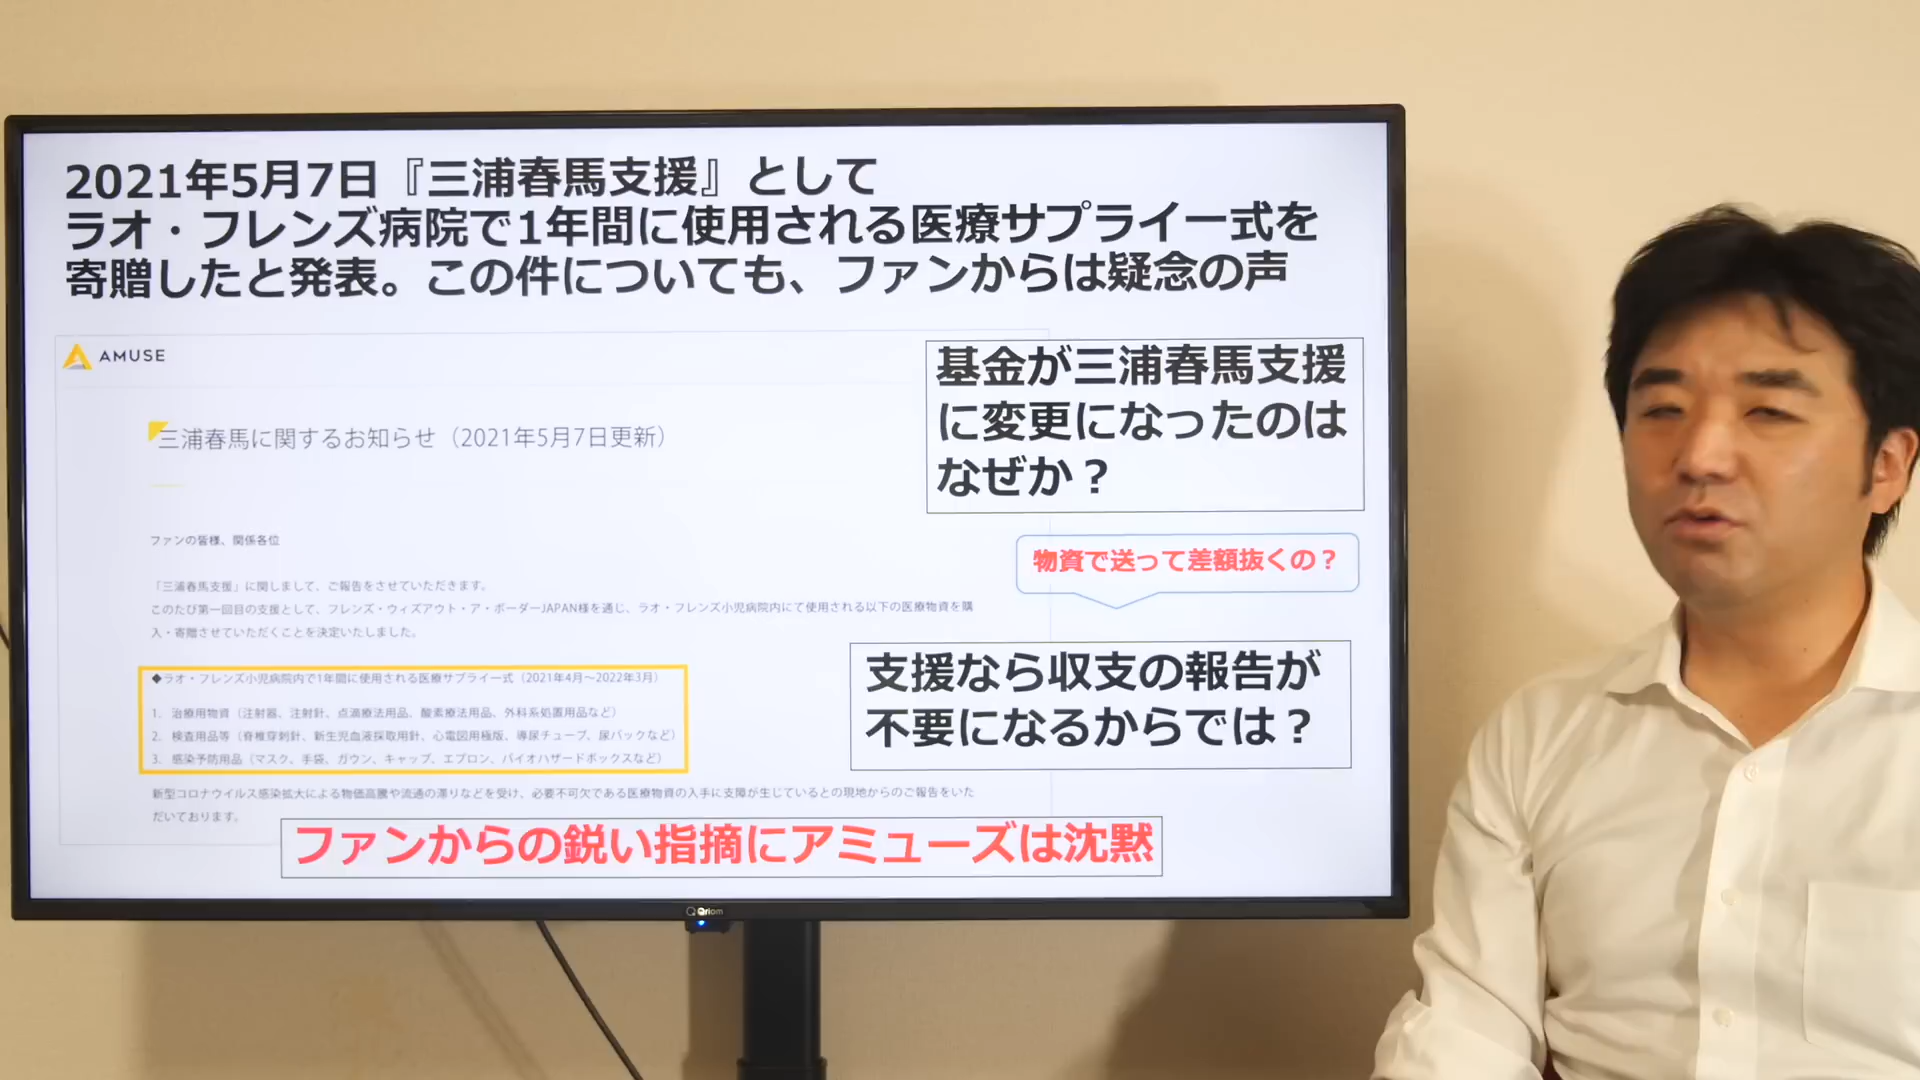 2021年5月7日『三浦春馬支援』として
ラオ・フレンズ病院で1年間に使用される医療サプライ一式を
寄贈したと発表。この件についても、ファンからは疑念の声
AMUSE
三浦春馬に関するお知らせ（2021年5月7日更新）
ファンの皆様、関係各位
「三浦春馬支援」に関しまして、ご報告をさせていただきます。
このたび第一回目の支援として、フレンズ・ウィズアウト・ア・ボーダーJAPAN様を通じ、ラオ・フレンズ小児病院内にて使用される以下の医療物資を購
入・寄贈させていただくことを決定いたしました。
◆ラオ・フレンズ小児病院内で1年間に使用される医療サプライ一式（2021年4月～2022年3月）
1. 治療用物資（注射器、注射針、点滴療法用品、酸素療法用品、外科系処置用品など）
2. 検査用品等（脊椎穿刺針、新生児血液採取用針、心電図用極版、導尿チューブ、尿バックなど）
3. 感染予防用品（マスク、手袋、ガウン、キャップ、エプロン、バイオハザードボックスなど）
新型コロナウイルス感染拡大による物価高騰や流通の滞りなどを受け、必要不可欠である医療物資の入手に支障が生じているとの現地からのご報告をいた
だいております。
基金が三浦春馬支援
に変更になったのは
なぜか？
物資で送って差額抜くの？
支援なら収支の報告が
不要になるからでは？
ファンからの鋭い指摘にアミューズは沈黙
Qriom